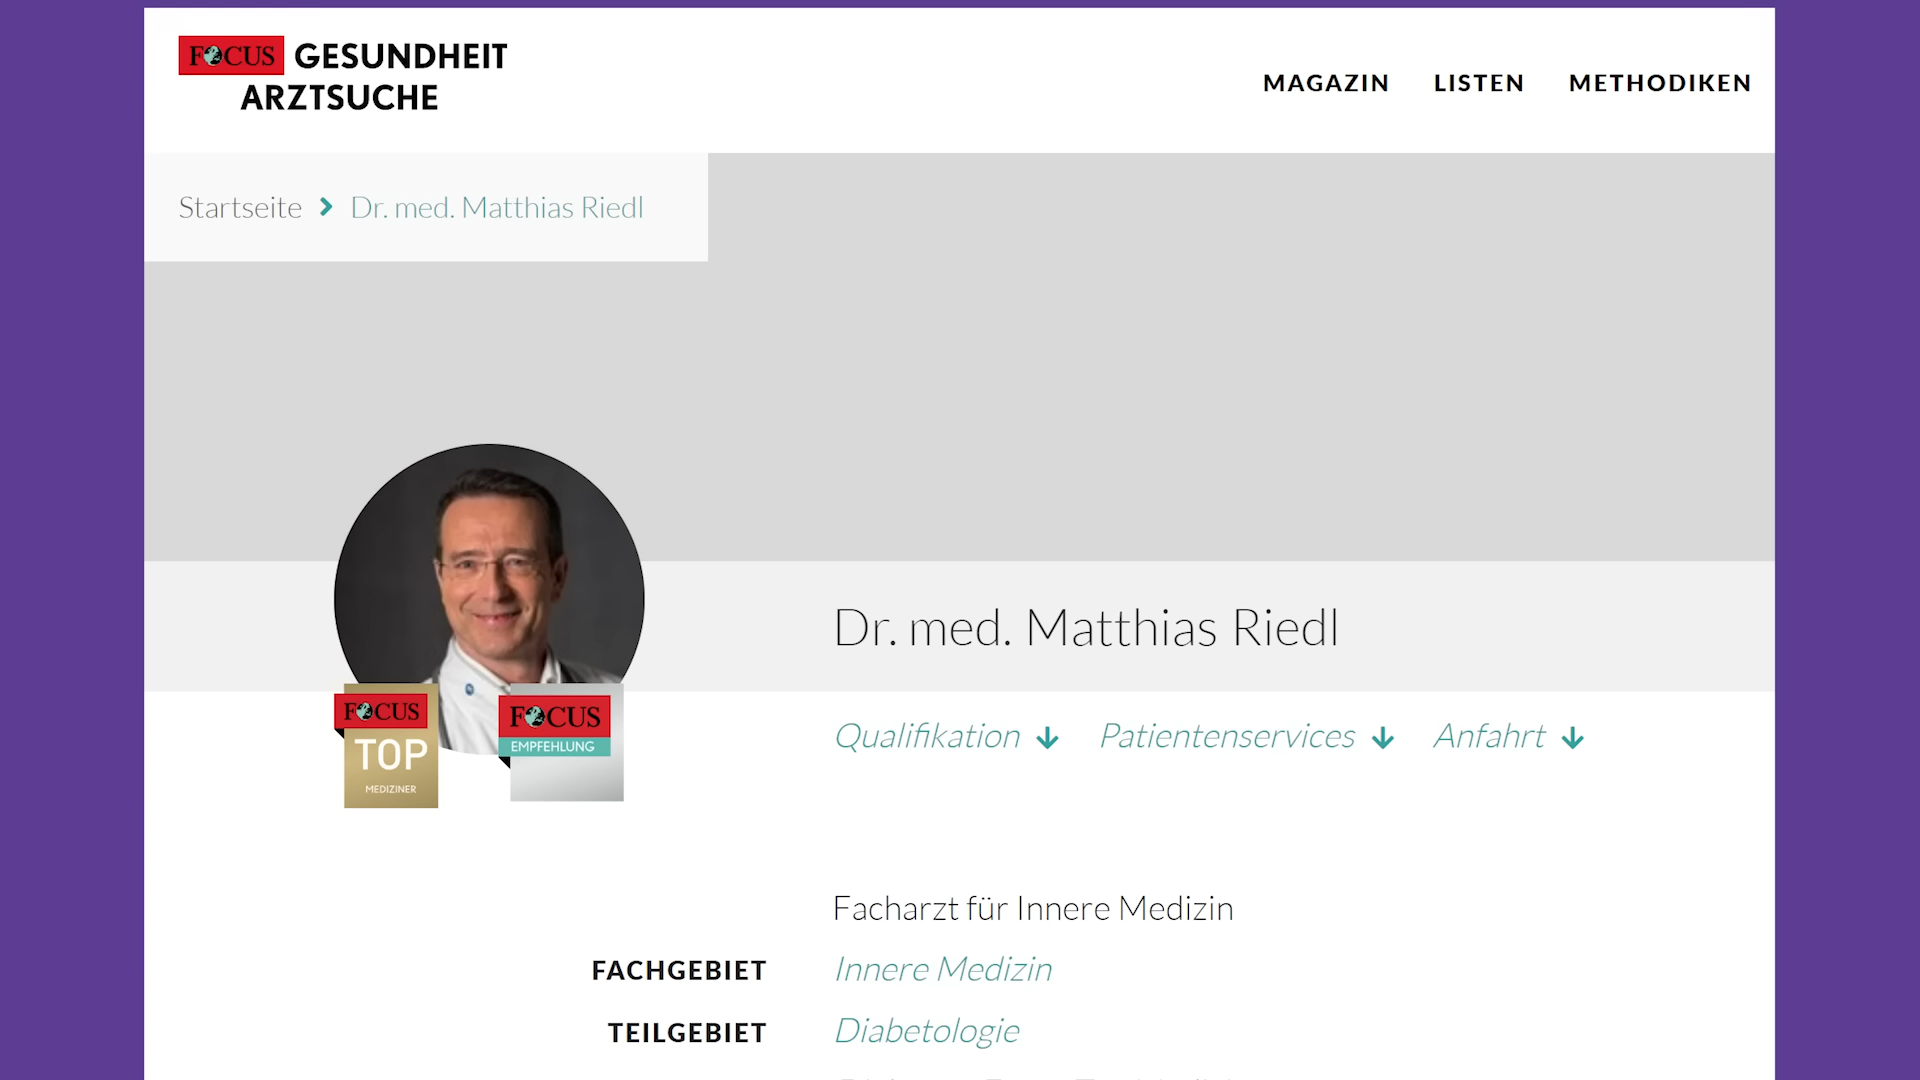 FOCUS GESUNDHEIT
ARZTSUCHE
MAGAZIN LISTEN METHODIKEN
Startseite Dr. med. Matthias Riedl
Dr. med. Matthias Riedl
FOCUS
TOP
MEDIZINER
FOCUS
EMPFEHLUNG
Qualifikation Patientenservices Anfahrt
Facharzt für Innere Medizin
FACHGEBIET Innere Medizin
TEILGEBIET Diabetologie